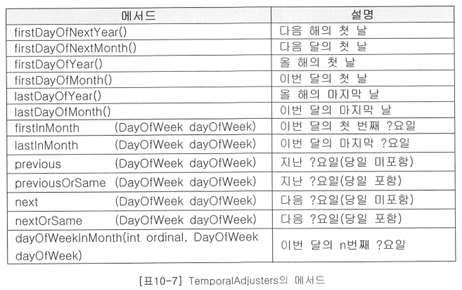 메서드 설명
firstDayOfNextYear() 다음 해의 첫 날
firstDayOfNextMonth() 다음 달의 첫 날
firstDayOfYear() 올 해의 첫 날
firstDayOfMonth() 이번 달의 첫 날
lastDayOfYear() 올 해의 마지막 날
lastDayOfMonth() 이번 달의 마지막 날
firstInMonth (DayOfWeek dayOfWeek) 이번 달의 첫 번째 ?요일
lastInMonth (DayOfWeek dayOfWeek) 이번 달의 마지막 ?요일
previous (DayOfWeek dayOfWeek) 지난 ?요일(당일 미포함)
previousOrSame (DayOfWeek dayOfWeek) 지난 ?요일(당일 포함)
next (DayOfWeek dayOfWeek) 다음 ?요일(당일 미포함)
nextOrSame (DayOfWeek dayOfWeek) 다음 ?요일(당일 포함)
dayOfWeekInMonth(int ordinal, DayOfWeek
dayOfWeek) 이번 달의 n번째 ?요일
[표10-7] TemporalAdjusters의 메서드